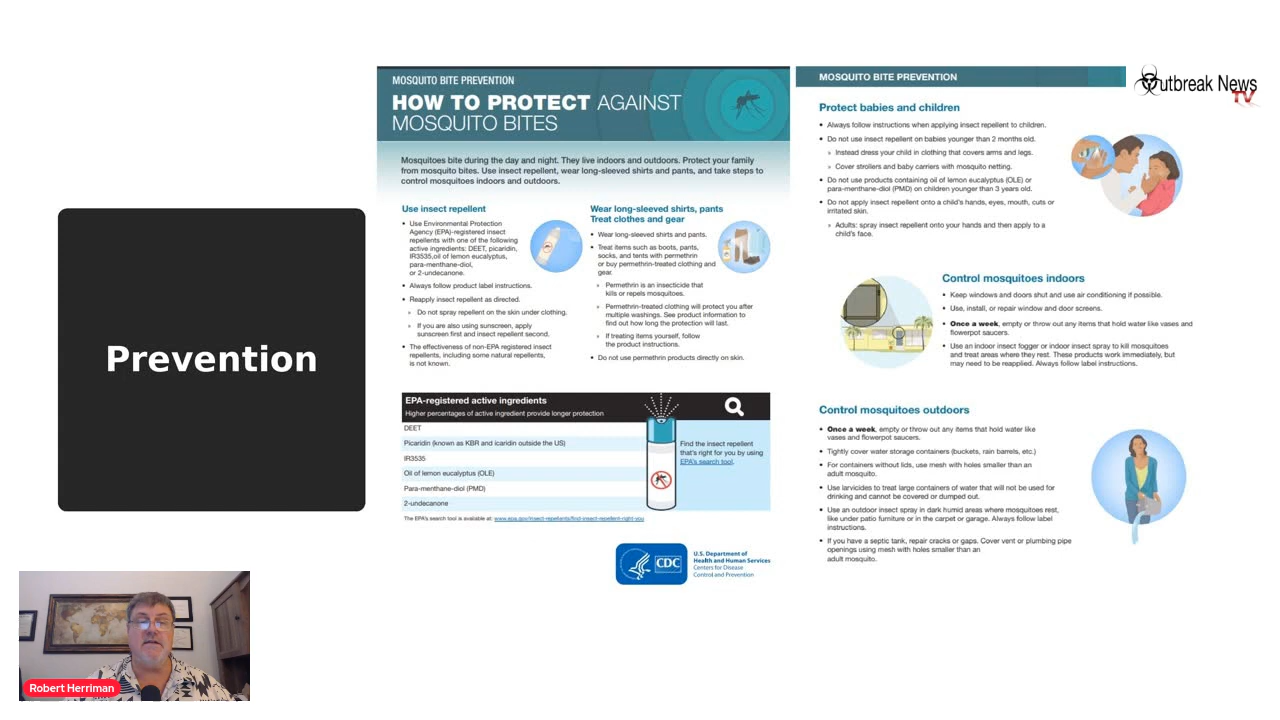 Prevention
MOSQUITO BITE PREVENTION
HOW TO PROTECT AGAINST
MOSQUITO BITES
Mosquitoes bite during the day and night. They live indoors and outdoors. Protect your family
from mosquito bites. Use insect repellent, wear long-sleeved shirts and pants, and take steps to
control mosquitoes indoors and outdoors.
Use insect repellent
• Use Environmental Protection
Agency (EPA)-registered insect
repellents with one of the following
active ingredients: DEET, picaridin,
IR3535,oil of lemon eucalyptus,
para-menthane-diol,
or 2-undecanone.
• Always follow product label instructions.
• Reapply insect repellent as directed.
» Do not spray repellent on the skin under clothing.
» If you are also using sunscreen, apply
sunscreen first and insect repellent second.
• The effectiveness of non-EPA registered insect
repellents, including some natural repellents,
is not known.
Wear long-sleeved shirts, pants
Treat clothes and gear
• Wear long-sleeved shirts and pants.
• Treat items such as boots, pants,
socks, and tents with permethrin
or buy permethrin-treated clothing and
gear.
» Permethrin is an insecticide that
kills or repels mosquitoes.
» Permethrin-treated clothing will protect you after
multiple washings. See product information to
find out how long the protection will last.
» If treating items yourself, follow
the product instructions.
• Do not use permethrin products directly on skin.
EPA-registered active ingredients
Higher percentages of active ingredient provide longer protection
DEET
Picaridin (known as KBR and icaridin outside the US)
IR3535
Oil of lemon eucalyptus (OLE)
Para-menthane-diol (PMD)
2-undecanone
Find the insect repellent
that's right for you by using
EPA's search tool.
The EPA's search tool is available at: www.epa.gov/insect-repellents/find-insect-repellent-right-you
CDC
U.S. Department of
Health and Human Services
Centers for Disease
Control and Prevention
MOSQUITO BITE PREVENTION
Protect babies and children
• Always follow instructions when applying insect repellent to children.
• Do not use insect repellent on babies younger than 2 months old.
» Instead dress your child in clothing that covers arms and legs.
» Cover strollers and baby carriers with mosquito netting.
• Do not use products containing oil of lemon eucalyptus (OLE) or
para-menthane-diol (PMD) on children younger than 3 years old.
• Do not apply insect repellent onto a child's hands, eyes, mouth, cuts or
irritated skin.
» Adults: spray insect repellent onto your hands and then apply to a
child's face.
Control mosquitoes indoors
• Keep windows and doors shut and use air conditioning if possible.
• Use, install, or repair window and door screens.
• Once a week, empty or throw out any items that hold water like vases and
flowerpot saucers.
• Use an indoor insect fogger or indoor insect spray to kill mosquitoes
and treat areas where they rest. These products work immediately, but
may need to be reapplied. Always follow label instructions.
Control mosquitoes outdoors
• Once a week, empty or throw out any items that hold water like
vases and flowerpot saucers.
• Tightly cover water storage containers (buckets, rain barrels, etc.)
• For containers without lids, use mesh with holes smaller than an
adult mosquito.
• Use larvicides to treat large containers of water that will not be used for
drinking and cannot be covered or dumped out.
• Use an outdoor insect spray in dark humid areas where mosquitoes rest,
like under patio furniture or in the carport or garage. Always follow label
instructions.
• If you have a septic tank, repair cracks or gaps. Cover vent or plumbing pipe
openings using mesh with holes smaller than an
adult mosquito.
Outbreak News
TV
Robert Herriman